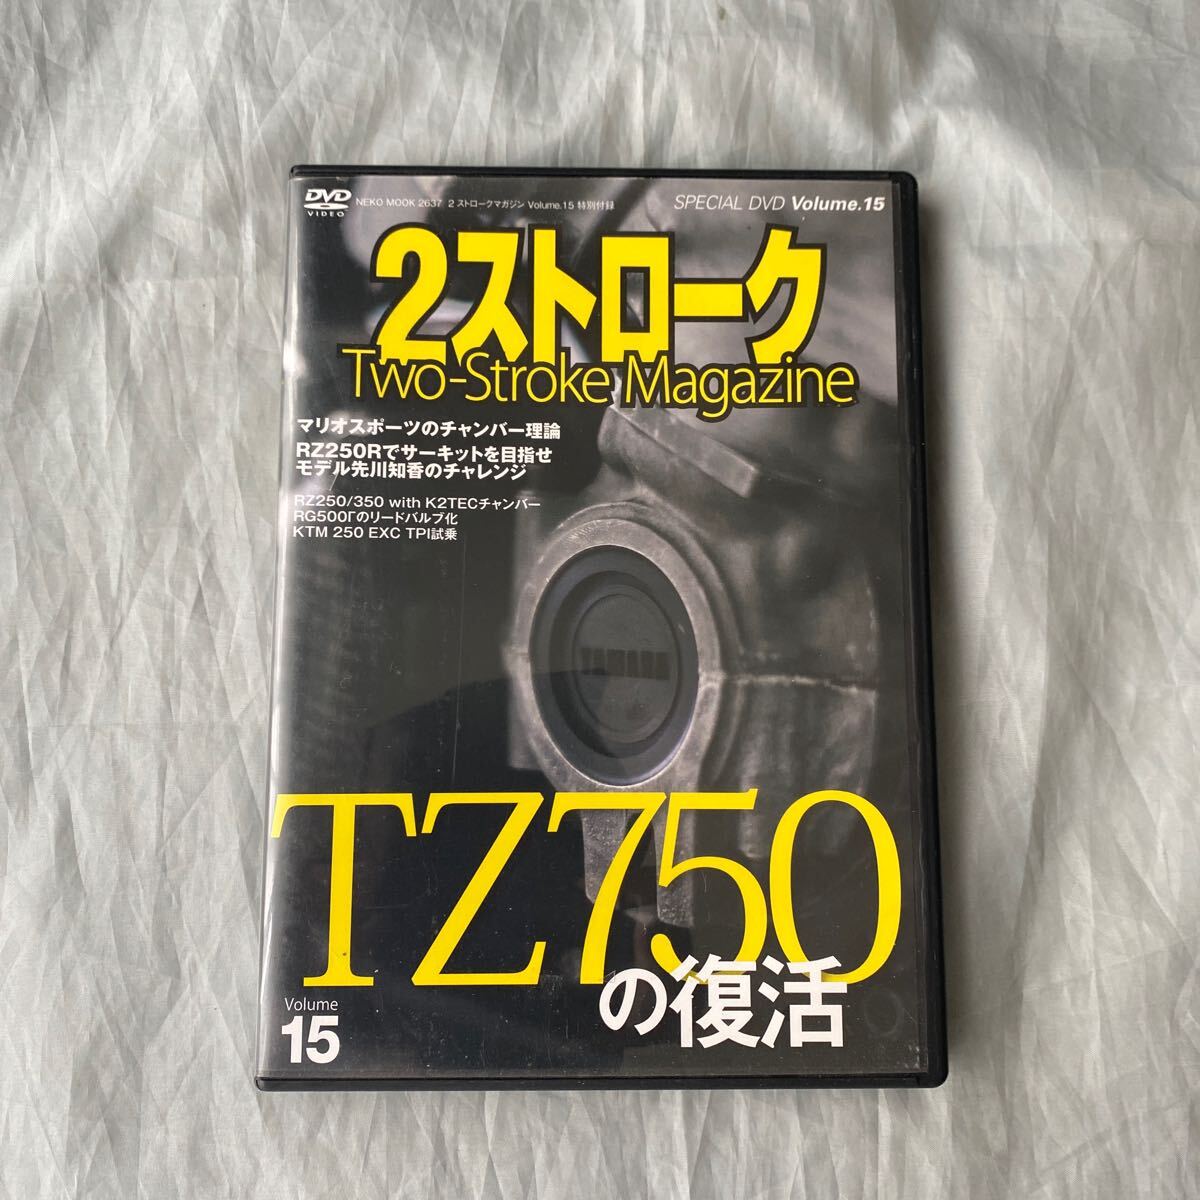 DVD
VIDEO
NEKO MOOK 2637 2ストロークマガジン Volume.15 特別付録
SPECIAL DVD Volume.15
2ストローク
Two-Stroke Magazine
マリオスポーツのチャンバー理論
RZ250Rでサーキットを目指せ
モデル先川知香のチャレンジ
RZ250/350 with K2TECチャンバー
RG500Γのリードバルブ化
KTM 250 EXC TPI試乗
YAMAHA
TZ750
の復活
Volume
15